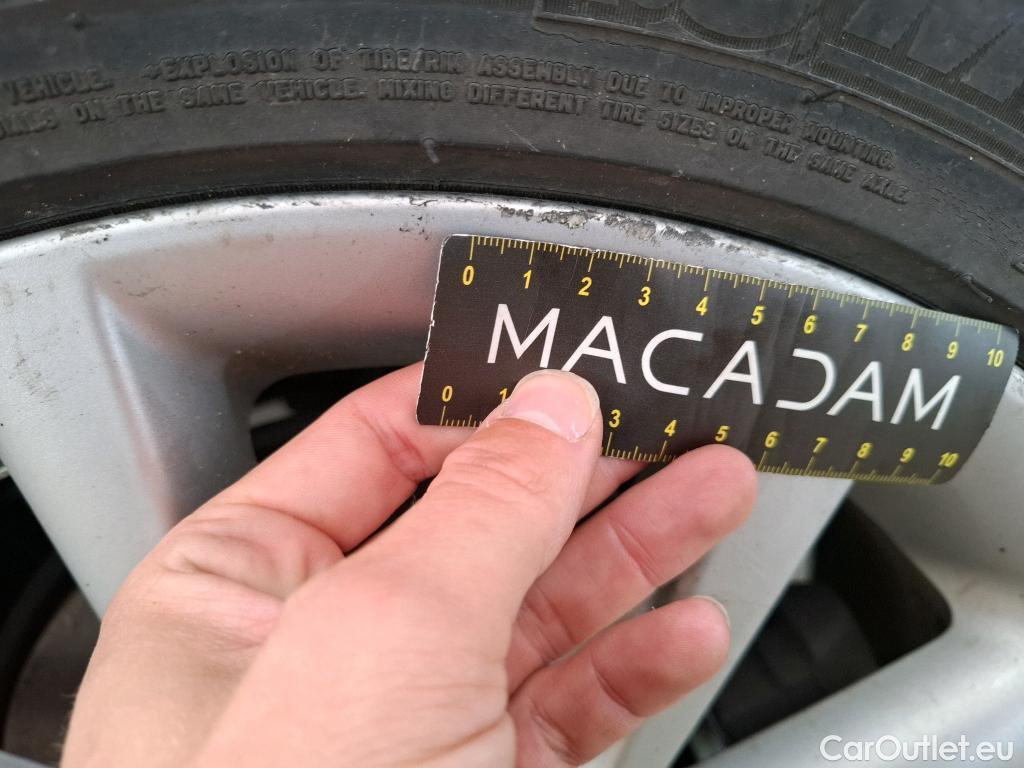 VEHICLE. EXPLOSION OF TIRE/RIM ASSEMBLY DUE TO IMPROPER MOUNTING.
ON THE SAME VEHICLE. MIXING DIFFERENT TIRE SIZES ON THE SAME AXLE
0 1 2 3 4 5 6 7 8 9 10
MACADAM
0 1 3 4 5 6 7 8 9 10
CarOutlet.eu